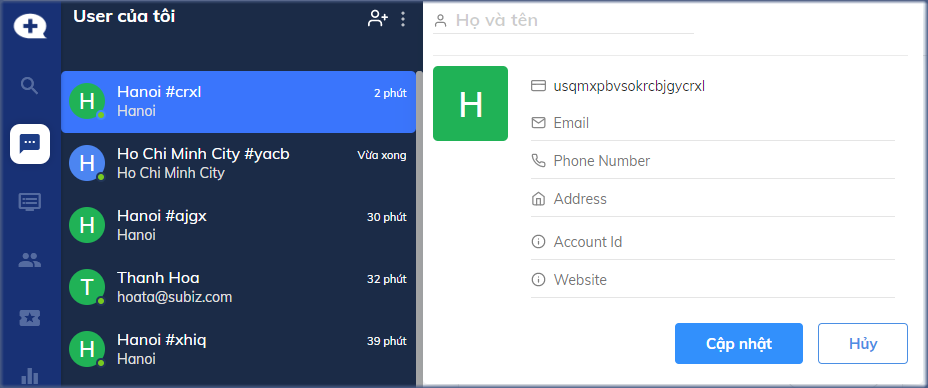 User của tôi
H
Hanoi #crxl
2 phút
Hanoi
H
Ho Chi Minh City #yacb
Vừa xong
Ho Chi Minh City
H
Hanoi #ajgx
30 phút
Hanoi
T
Thanh Hoa
32 phút
hoata@subiz.com
H
Hanoi #xhiq
39 phút
Hanoi
Họ và tên
H
usqmxpbvsokrcbjgycrxl
Email
Phone Number
Address
Account Id
Website
Cập nhật
Hủy